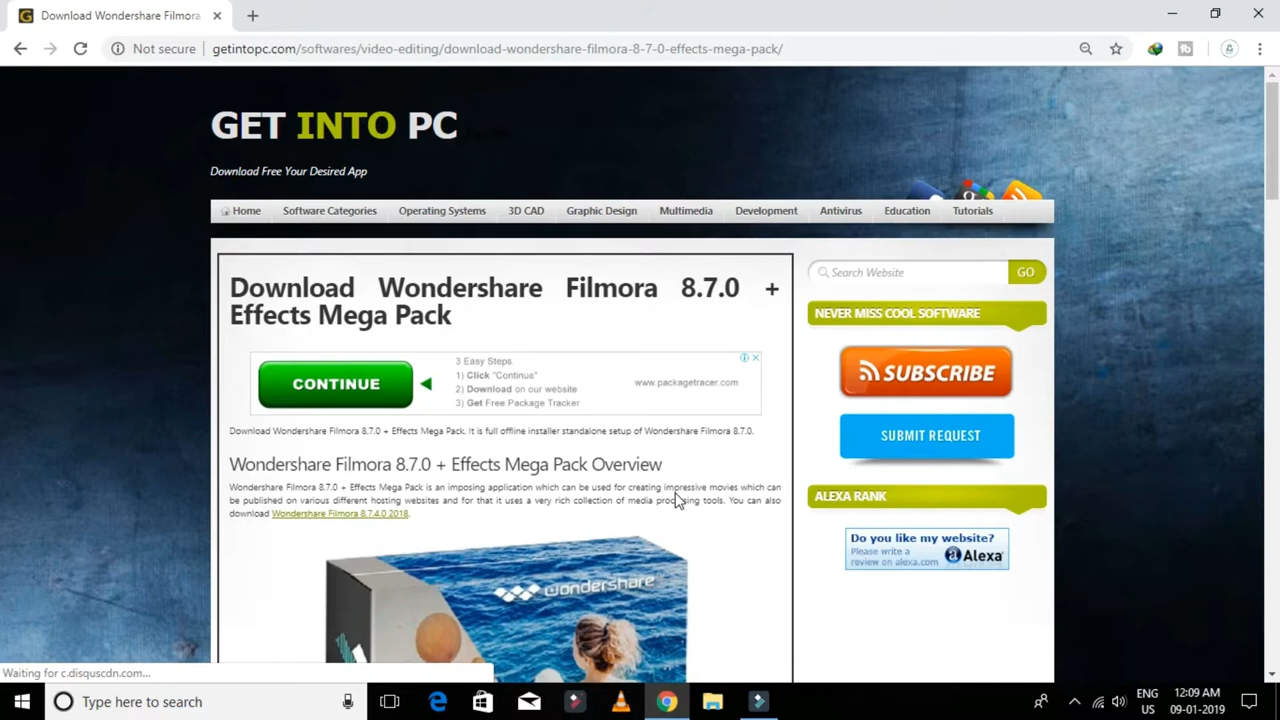 Download Wondershare Filmora
Not secure
getintopc.com/softwares/video-editing/download-wondershare-filmora-8-7-0-effects-mega-pack/
GET INTO PC
Download Free Your Desired App
Home Software Categories Operating Systems 3D CAD Graphic Design Multimedia Development Antivirus Education Tutorials
Download Wondershare Filmora 8.7.0 +
Effects Mega Pack
CONTINUE
3 Easy Steps.
1) Click "Continue"
2) Download on our website
3) Get Free Package Tracker
www.packagetracer.com
Download Wondershare Filmora 8.7.0 + Effects Mega Pack. It is full offline installer standalone setup of Wondershare Filmora 8.7.0.
Wondershare Filmora 8.7.0 + Effects Mega Pack Overview
Wondershare Filmora 8.7.0 + Effects Mega Pack is an imposing application which can be used for creating impressive movies which can
be published on various different hosting websites and for that it uses a very rich collection of media processing tools. You can also
download Wondershare Filmora 8.7.4.0 2018.
wondershare
Search Website
GO
NEVER MISS COOL SOFTWARE
SUBSCRIBE
SUBMIT REQUEST
ALEXA RANK
Do you like my website?
Please write a
review on alexa.com
Alexa
Waiting for c.disquscdn.com...
Type here to search
ENG
US
12:09 AM
09-01-2019